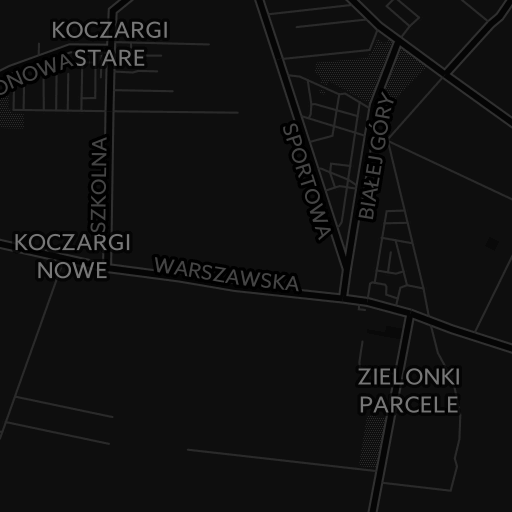 KOCZARGI
STARE
ONOWA
SZKOLNA
SPORTOWA
BIAŁEJ GÓRY
KOCZARGI
NOWE
WARSZAWSKA
ZIELONKI
PARCELE